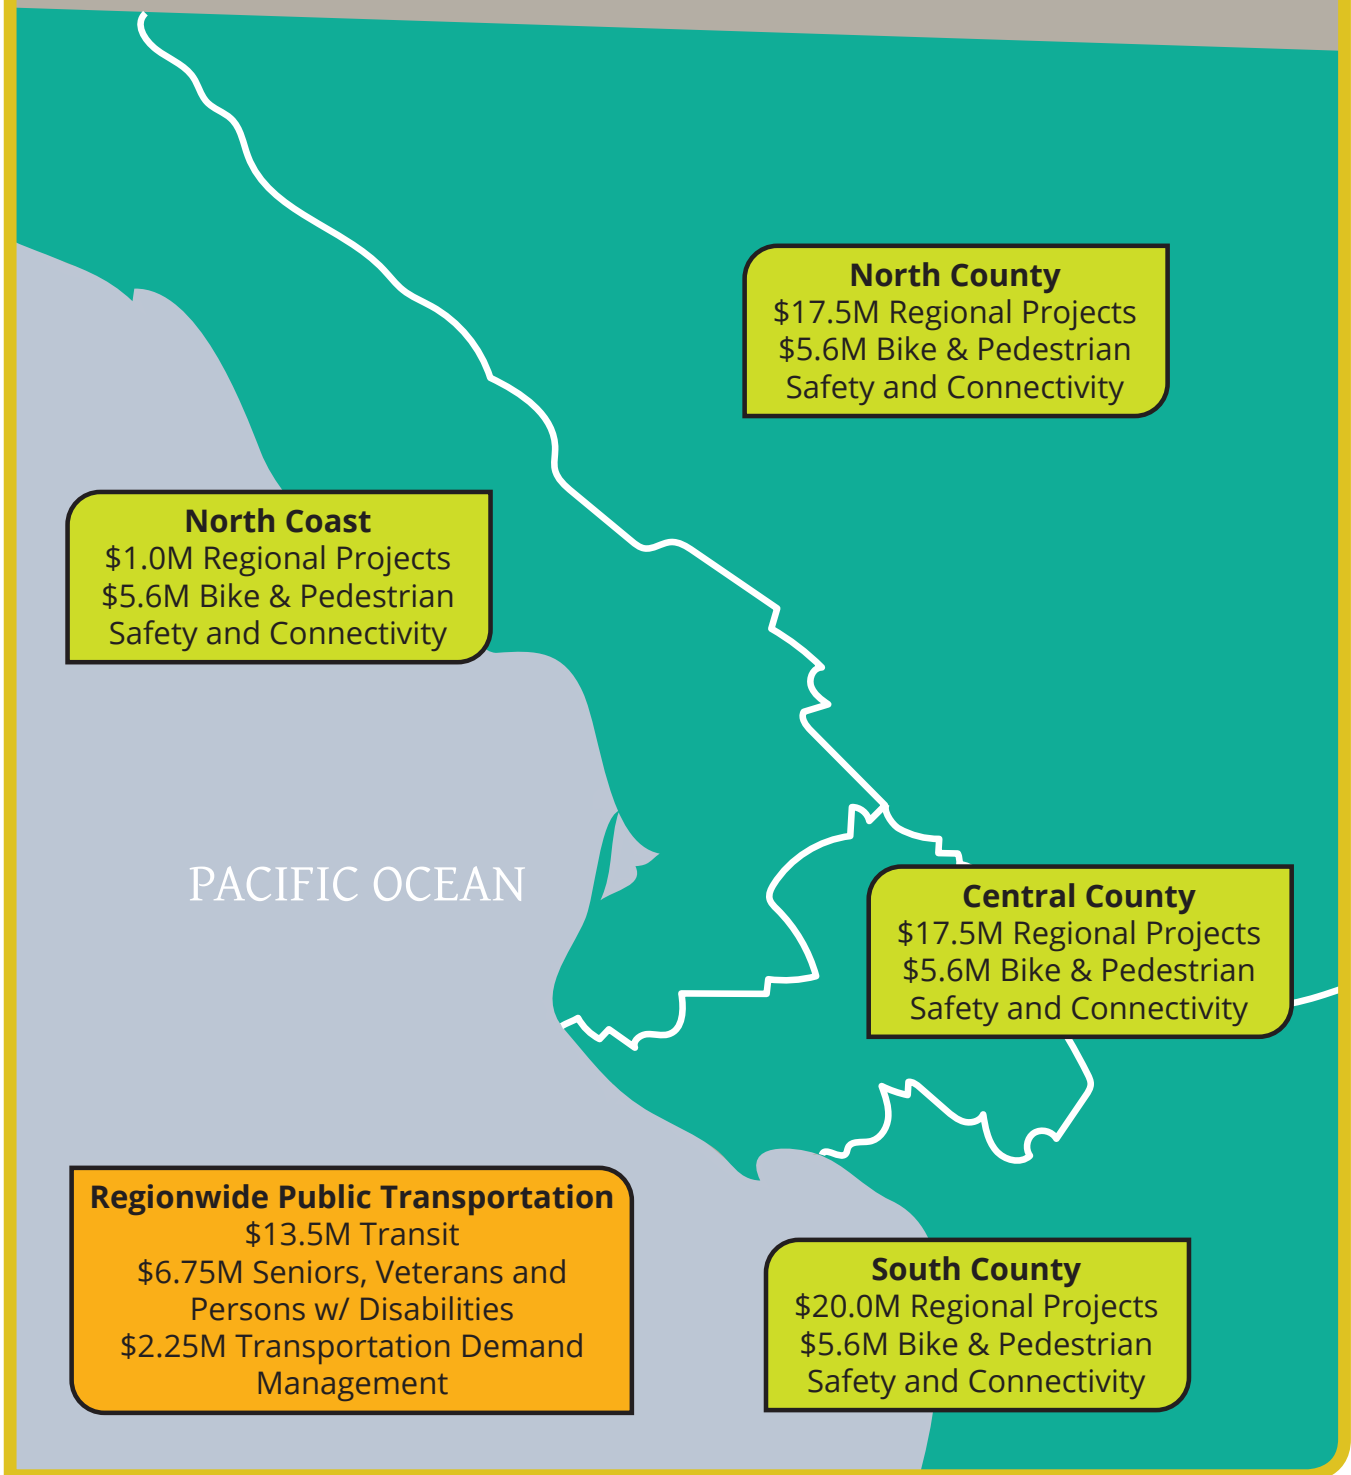 North County
$17.5M Regional Projects
$5.6M Bike & Pedestrian
Safety and Connectivity
North Coast
$1.0M Regional Projects
$5.6M Bike & Pedestrian
Safety and Connectivity
PACIFIC OCEAN
Central County
$17.5M Regional Projects
$5.6M Bike & Pedestrian
Safety and Connectivity
Regionwide Public Transportation
$13.5M Transit
$6.75M Seniors, Veterans and
Persons w/ Disabilities
$2.25M Transportation Demand
Management
South County
$20.0M Regional Projects
$5.6M Bike & Pedestrian
Safety and Connectivity